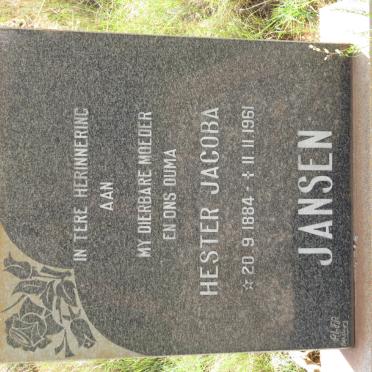 IN TERE HERINNERING
AAN
MY DIERBARE MOEDER
EN ONS OUMA
HESTER JACOBA
☆ 20.9.1884 - ✝ 11.11.1961
JANSEN